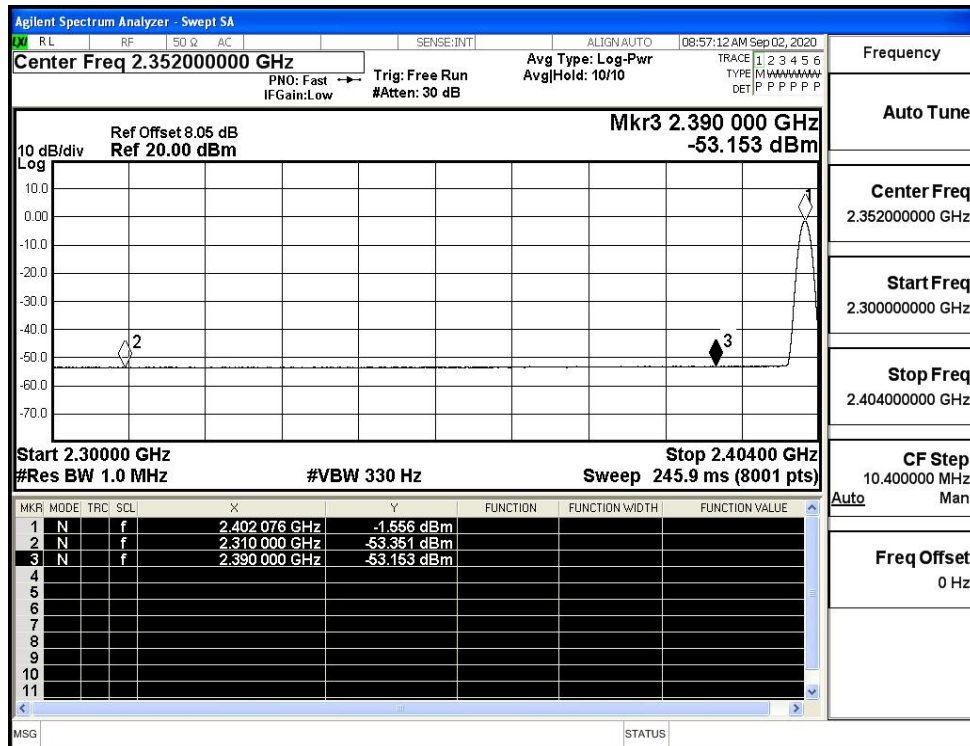 Agilent Spectrum Analyzer - Swept SA
LXI RL RF 50 Ω AC SENSE:INT ALIGN AUTO 08:57:12 AM Sep 02, 2020
Center Freq 2.352000000 GHz
PNO: Fast
IFGain:Low
Trig: Free Run
#Atten: 30 dB
Avg Type: Log-Pwr
Avg|Hold: 10/10
TRACE 1 2 3 4 5 6
TYPE M W W W W W
DET P P P P P P
Ref Offset 8.05 dB
10 dB/div Ref 20.00 dBm
Log
Mkr3 2.390 000 GHz
-53.153 dBm
10.0
0.00
-10.0
-20.0
-30.0
-40.0
-50.0
-60.0
-70.0
1
2
3
Start 2.30000 GHz Stop 2.40400 GHz
#Res BW 1.0 MHz #VBW 330 Hz Sweep 245.9 ms (8001 pts)
MKR MODE TRC SCL X Y FUNCTION FUNCTION WIDTH FUNCTION VALUE
1 N f 2.402 076 GHz -1.556 dBm
2 N f 2.310 000 GHz -53.351 dBm
3 N f 2.390 000 GHz -53.153 dBm
4
5
6
7
8
9
10
11
MSG STATUS
Frequency
Auto Tune
Center Freq
2.352000000 GHz
Start Freq
2.300000000 GHz
Stop Freq
2.404000000 GHz
CF Step
10.400000 MHz
Auto Man
Freq Offset
0 Hz